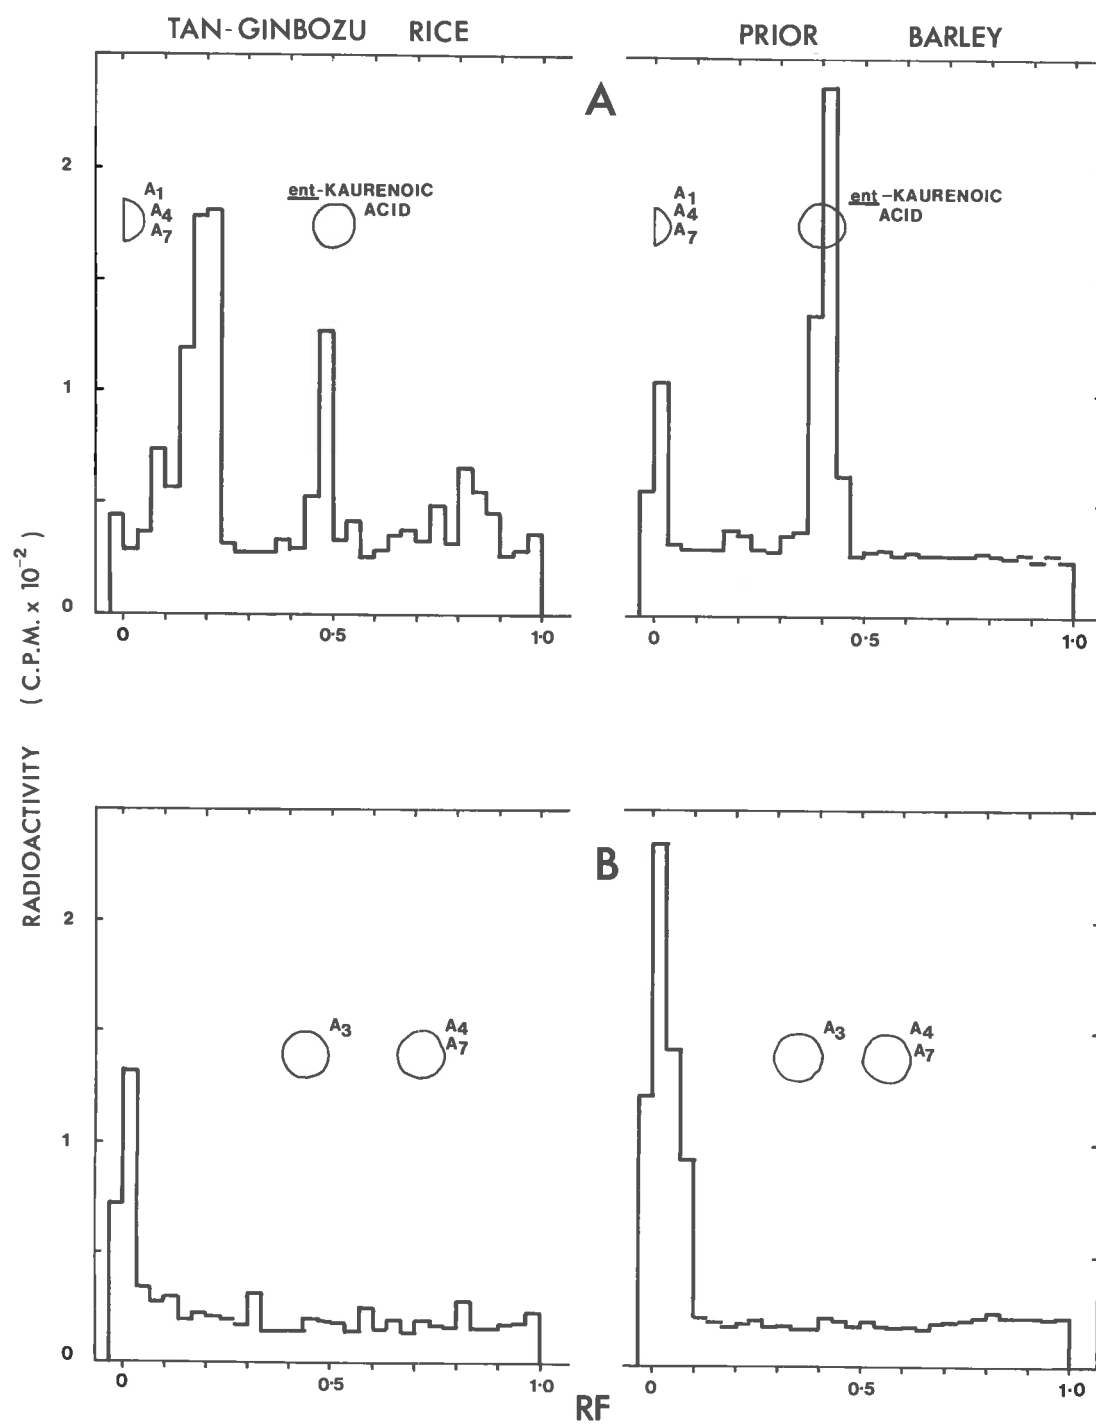 TAN-GINBOZU RICE
PRIOR BARLEY
A
2
1
0
A1
A4
A7
ent-KAURENOIC
ACID
A1
A4
A7
ent-KAURENOIC
ACID
0 0·5 1·0
0 0·5 1·0
RADIOACTIVITY (C.P.M. x 10-2)
B
2
1
0
A3
A4
A7
A3
A4
A7
0 0·5 1·0
0 0·5 1·0
RF